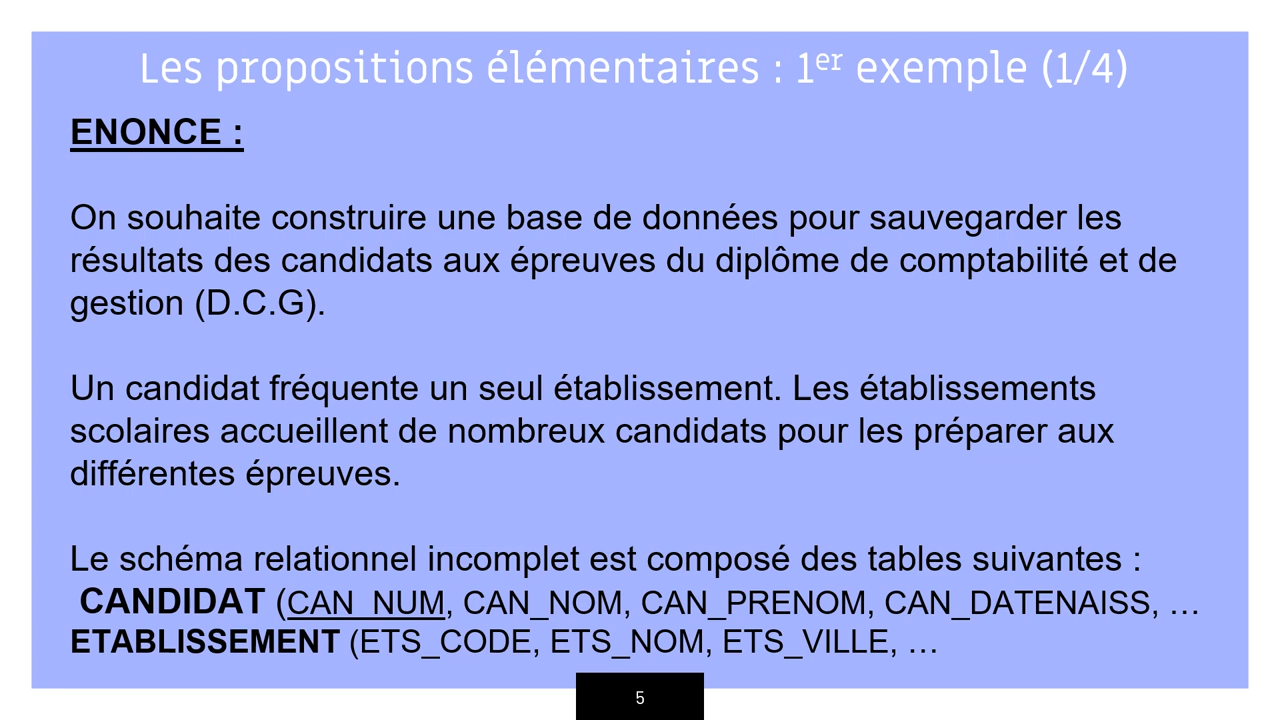 Les propositions élémentaires : 1er exemple (1/4)
ENONCE :
On souhaite construire une base de données pour sauvegarder les
résultats des candidats aux épreuves du diplôme de comptabilité et de
gestion (D.C.G).
Un candidat fréquente un seul établissement. Les établissements
scolaires accueillent de nombreux candidats pour les préparer aux
différentes épreuves.
Le schéma relationnel incomplet est composé des tables suivantes :
CANDIDAT (CAN_NUM, CAN_NOM, CAN_PRENOM, CAN_DATENAISS, …
ETABLISSEMENT (ETS_CODE, ETS_NOM, ETS_VILLE, …
5